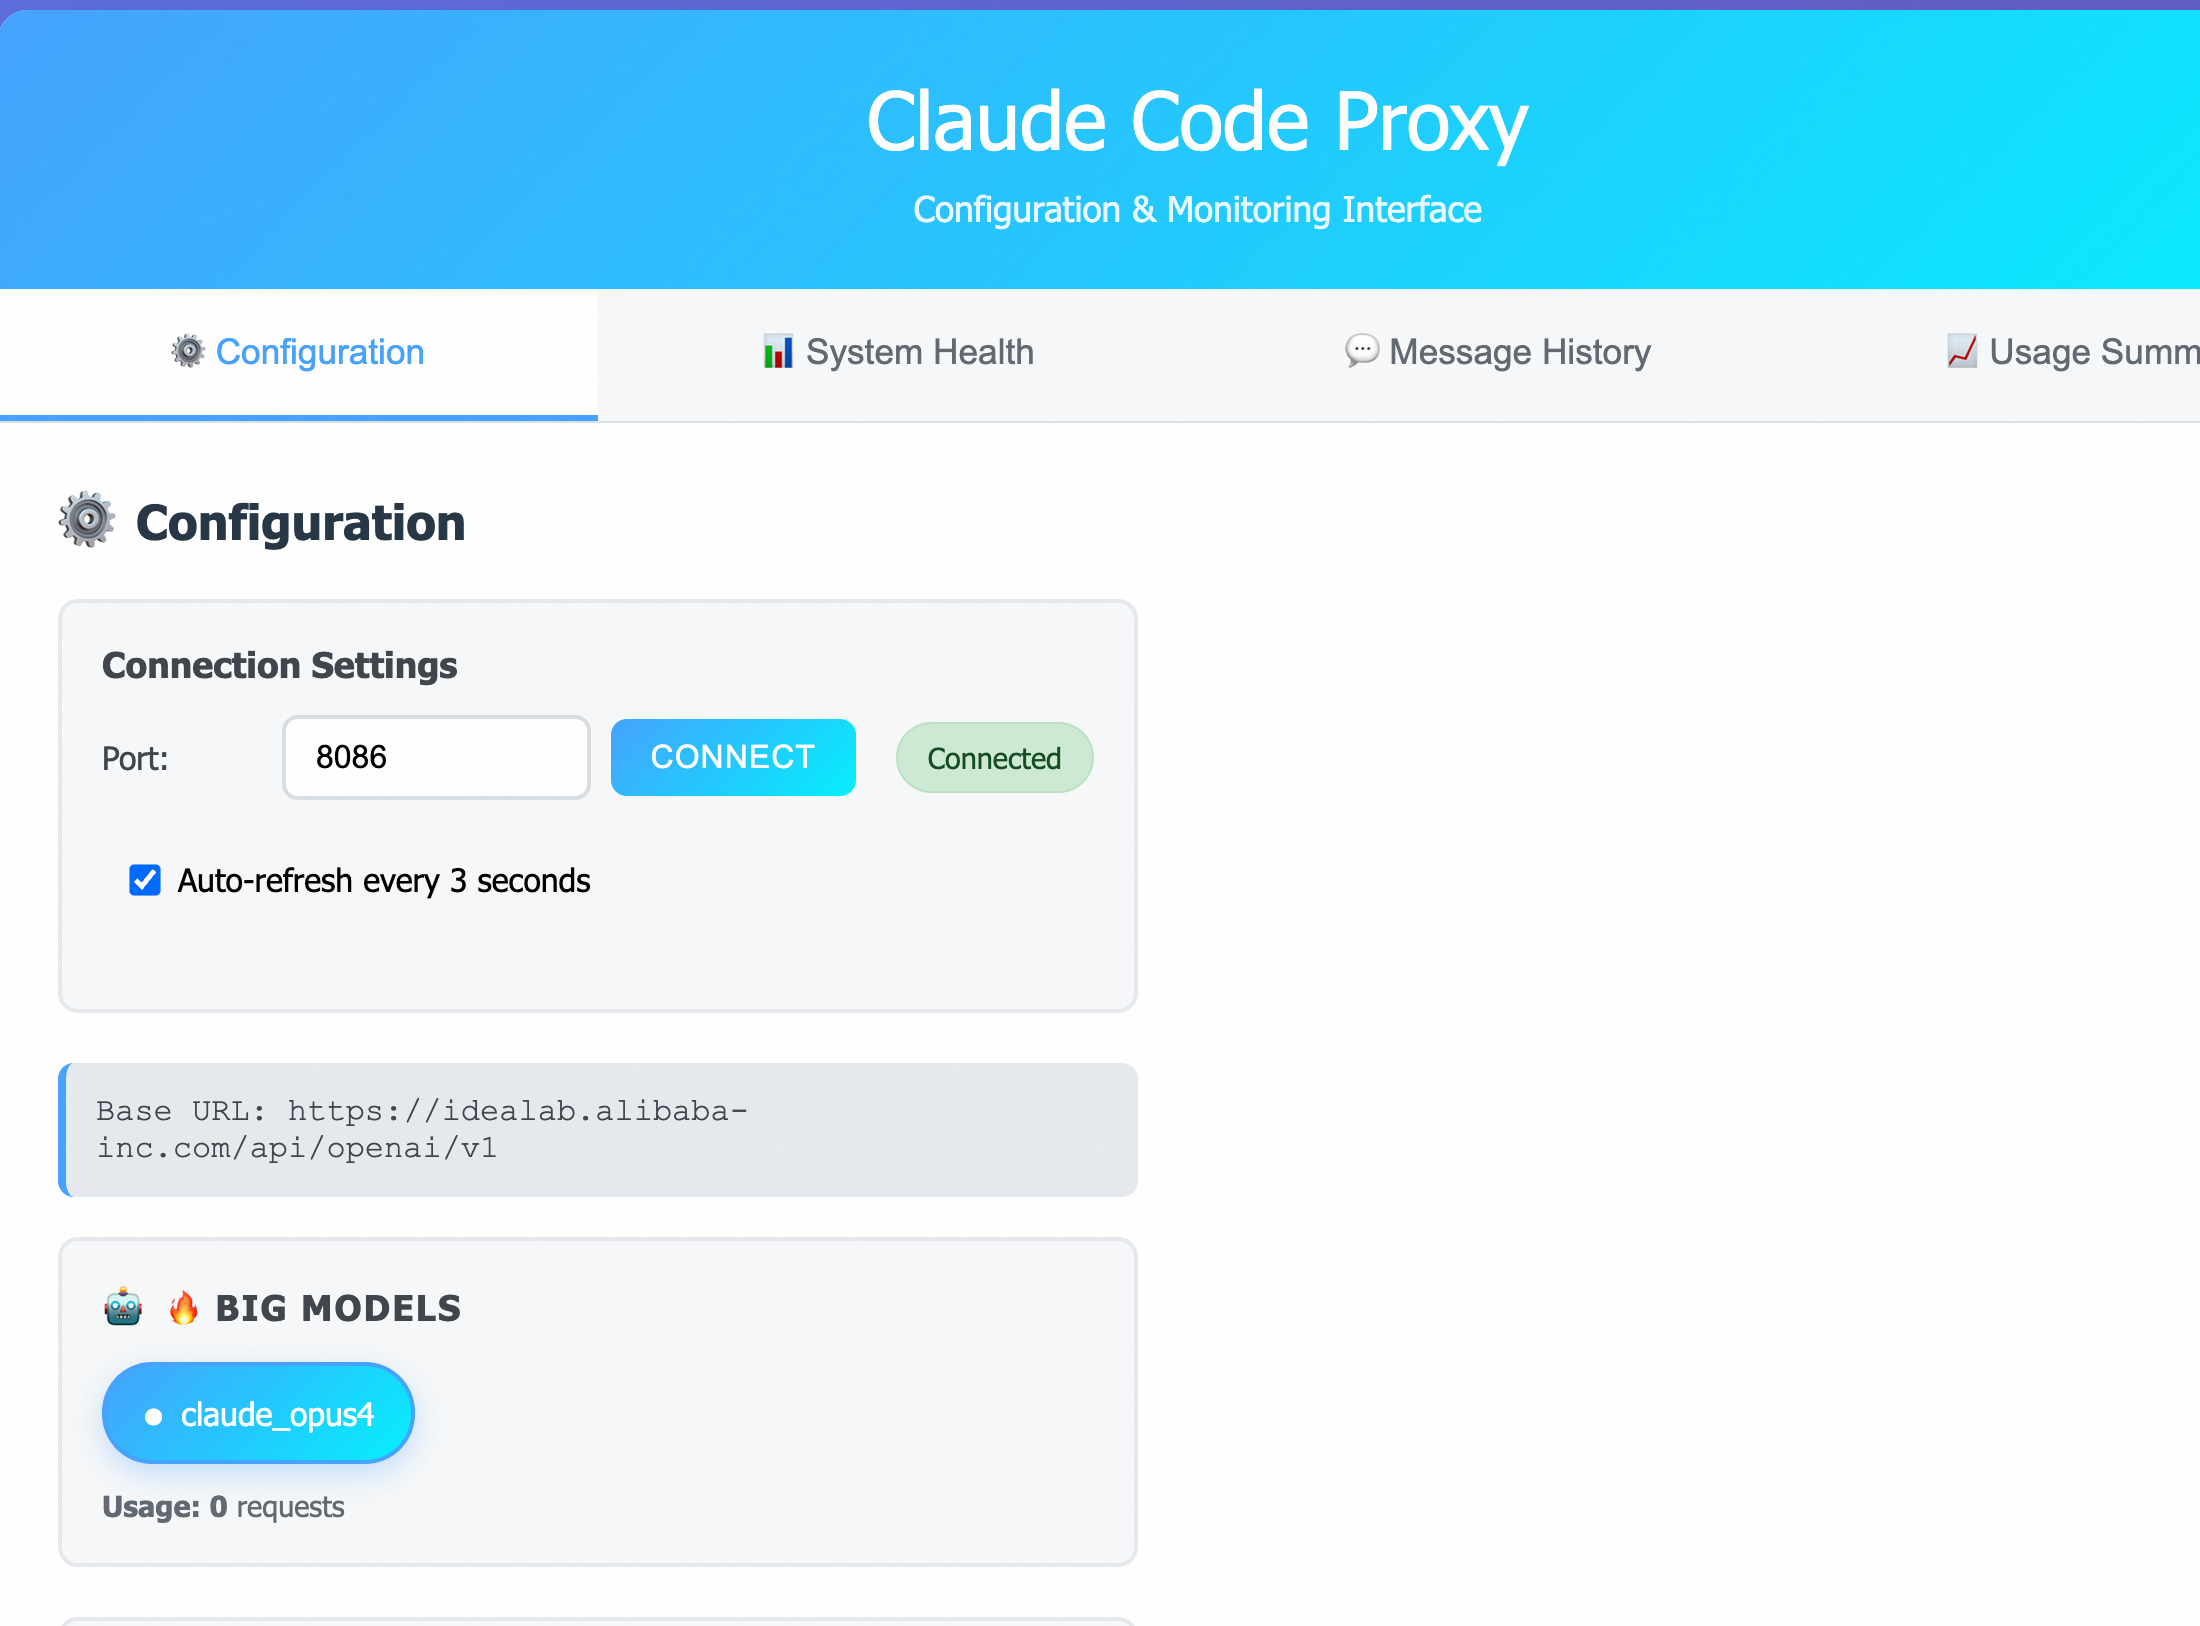 Claude Code Proxy
Configuration & Monitoring Interface
Configuration
System Health
Message History
Usage Summ
Configuration
Connection Settings
Port:
8086
CONNECT
Connected
Auto-refresh every 3 seconds
Base URL: https://idealab.alibaba-
inc.com/api/openai/v1
BIG MODELS
claude_opus4
Usage: 0 requests